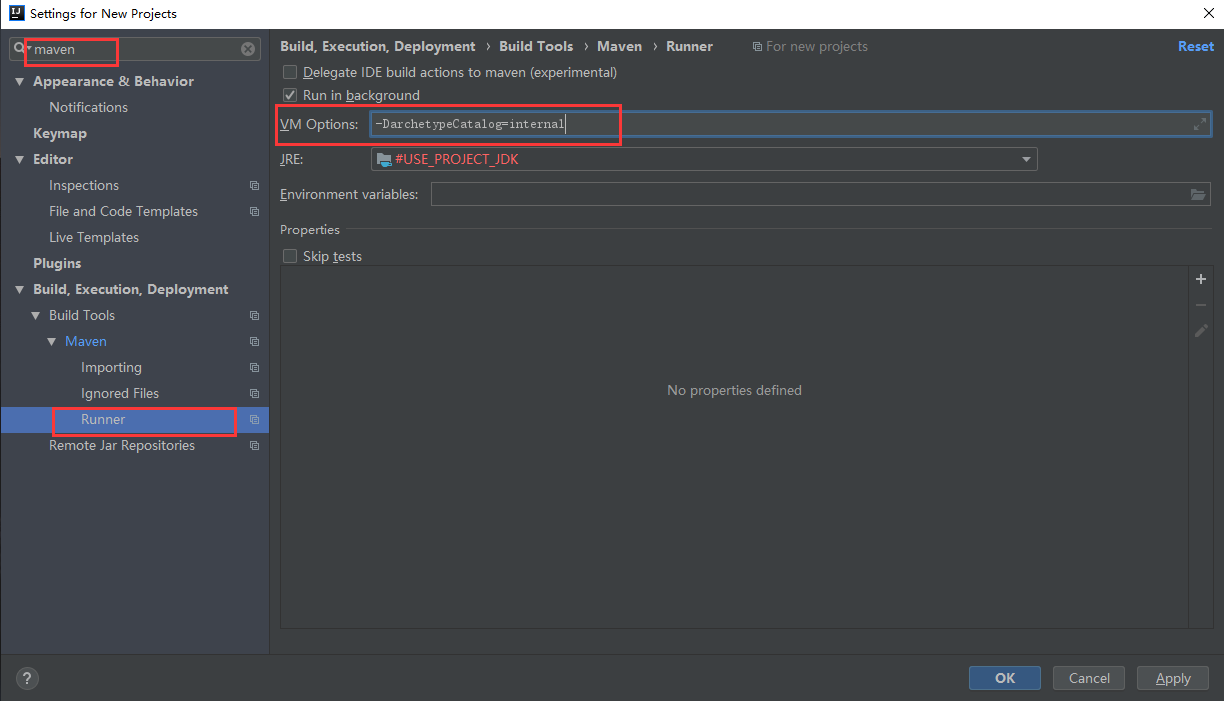 Settings for New Projects
maven
Appearance & Behavior
Notifications
Keymap
Editor
Inspections
File and Code Templates
Live Templates
Plugins
Build, Execution, Deployment
Build Tools
Maven
Importing
Ignored Files
Runner
Remote Jar Repositories
Build, Execution, Deployment › Build Tools › Maven › Runner For new projects Reset
Delegate IDE build actions to maven (experimental)
Run in background
VM Options: -DarchetypeCatalog=internal
JRE: #USE_PROJECT_JDK
Environment variables:
Properties
Skip tests
No properties defined
? OK Cancel Apply